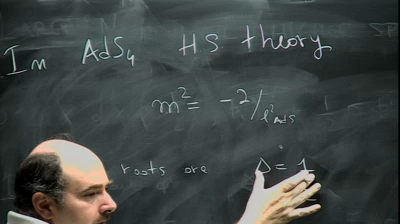 In AdS₄ HS theory
m² = -2/ℓ²AdS
roots are Δ = 1